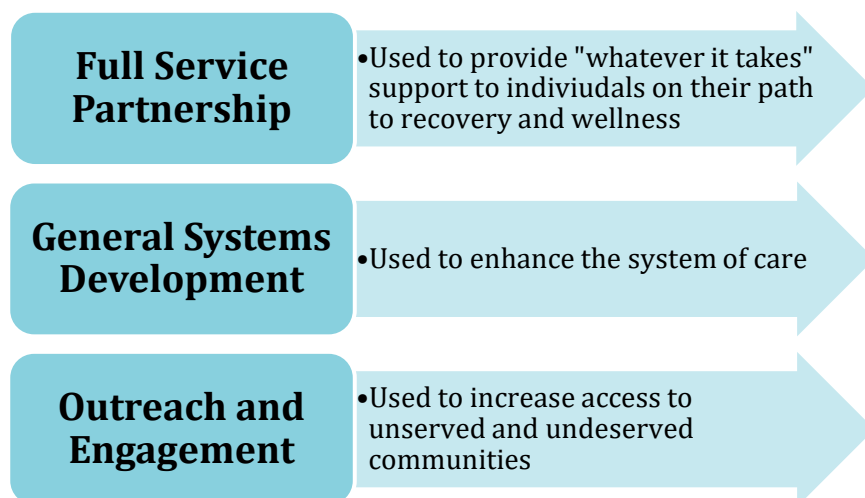 Full Service
Partnership
•Used to provide "whatever it takes"
support to indiviudals on their path
to recovery and wellness
General Systems
Development
•Used to enhance the system of care
Outreach and
Engagement
•Used to increase access to
unserved and undeserved
communities